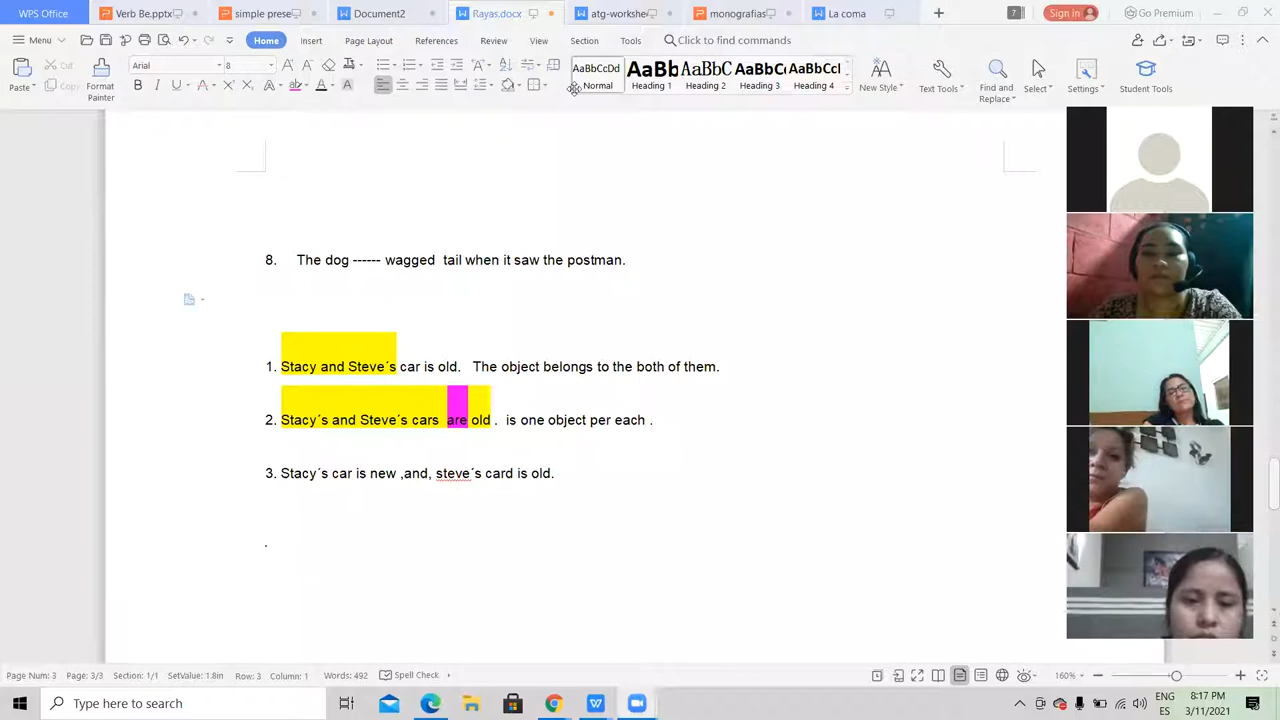 WPS Office
Verb Be.pptx
simple prese
Document2
Rayas.docx
atg-wrkshe
monografias
La coma
7
Sign in
Go Premium
Menu
Home
Insert
Page Layout
References
Review
View
Section
Tools
Click to find commands
Paste
Cut
Copy
Format
Painter
Arial
8
AaBbCcDd
Normal
AaBb
Heading 1
AaBbC
Heading 2
AaBbC
Heading 3
AaBbCcl
Heading 4
New Style
Text Tools
Find and
Replace
Select
Settings
Student Tools
8. The dog ------ wagged tail when it saw the postman.
1. Stacy and Steve´s car is old. The object belongs to the both of them.
2. Stacy´s and Steve´s cars are old . is one object per each .
3. Stacy´s car is new ,and, steve´s card is old.
.
Page Num: 3 Page: 3/3 Section: 1/1
Row: 3 Column: 1 Words: 492 Spell Check
160%
Type here to search
ENG
ES
8:17 PM
3/11/2021